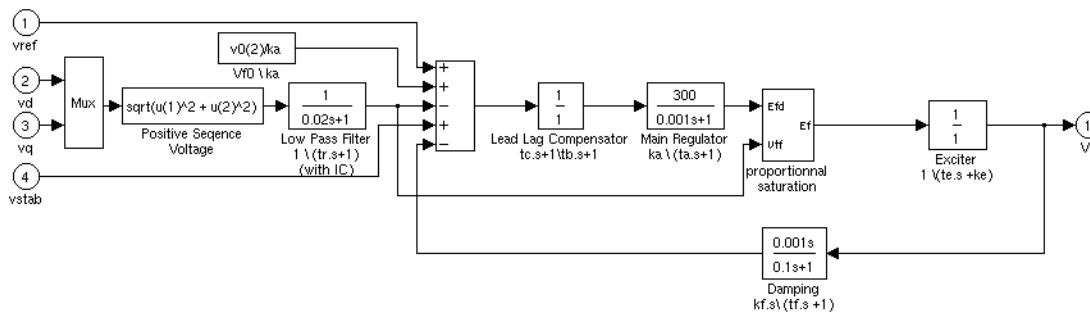 1
vref
2
vd
3
vq
4
vstab
Mux
sqrt(u(1)^2 + u(2)^2)
Positive Seqence
Voltage
v0(2)/ka
Vf0 \ ka
1
0.02s+1
Low Pass Filter
1 \ (tr.s+1)
(with IC)
+
+
−
+
−
1
1
Lead Lag Compensator
tc.s+1\tb.s+1
300
0.001s+1
Main Regulator
ka \ (ta.s+1)
Efd
Vtf
Ef
proportionnal
saturation
1
1
Exciter
1 \(te.s +ke)
1
0.001s
0.1s+1
Damping
kf.s\ (tf.s +1)